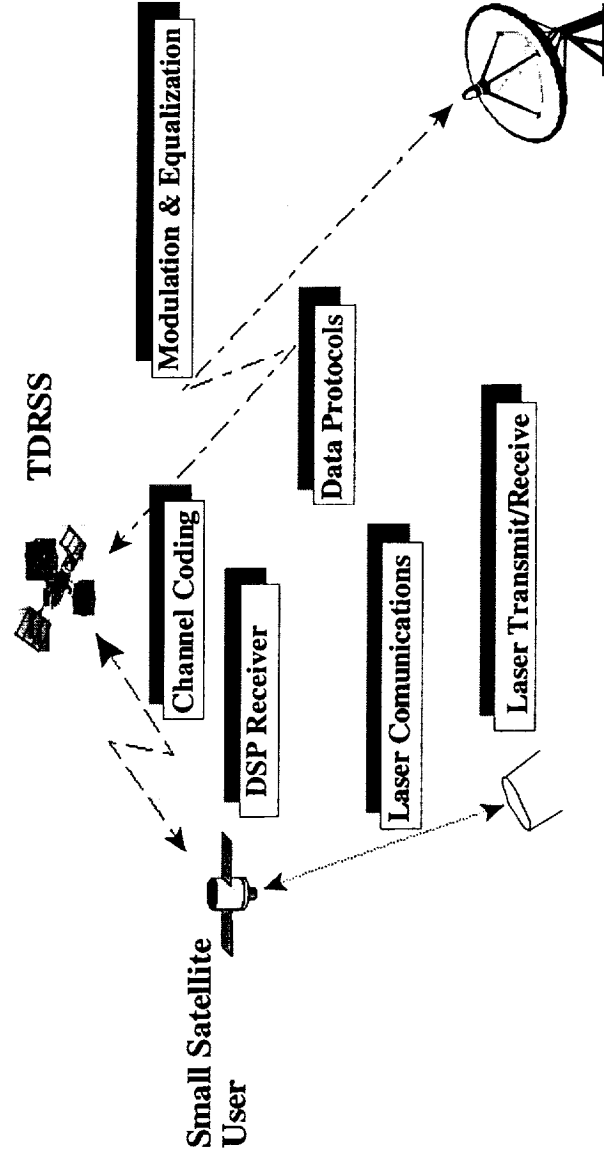 TDRSS
Small Satellite
User
Channel Coding
Modulation & Equalization
DSP Receiver
Data Protocols
Laser Comunications
Laser Transmit/Receive